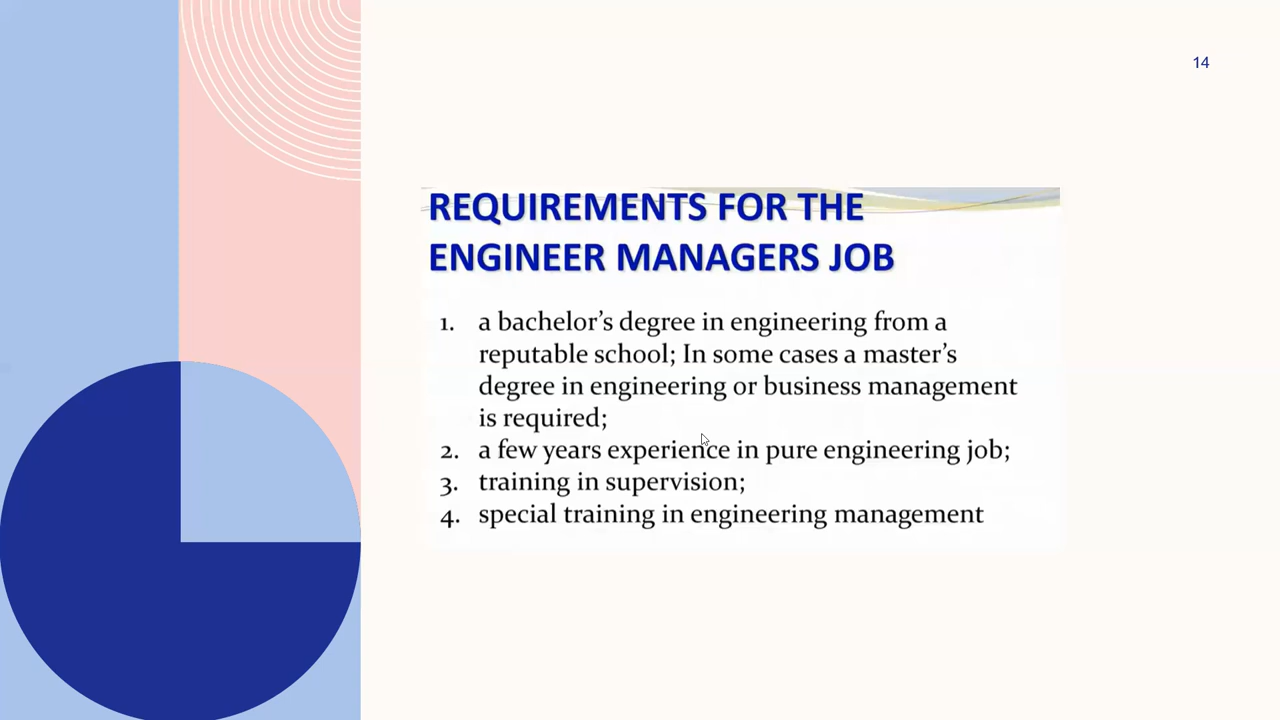 14
REQUIREMENTS FOR THE
ENGINEER MANAGERS JOB
1. a bachelor’s degree in engineering from a
reputable school; In some cases a master’s
degree in engineering or business management
is required;
2. a few years experience in pure engineering job;
3. training in supervision;
4. special training in engineering management